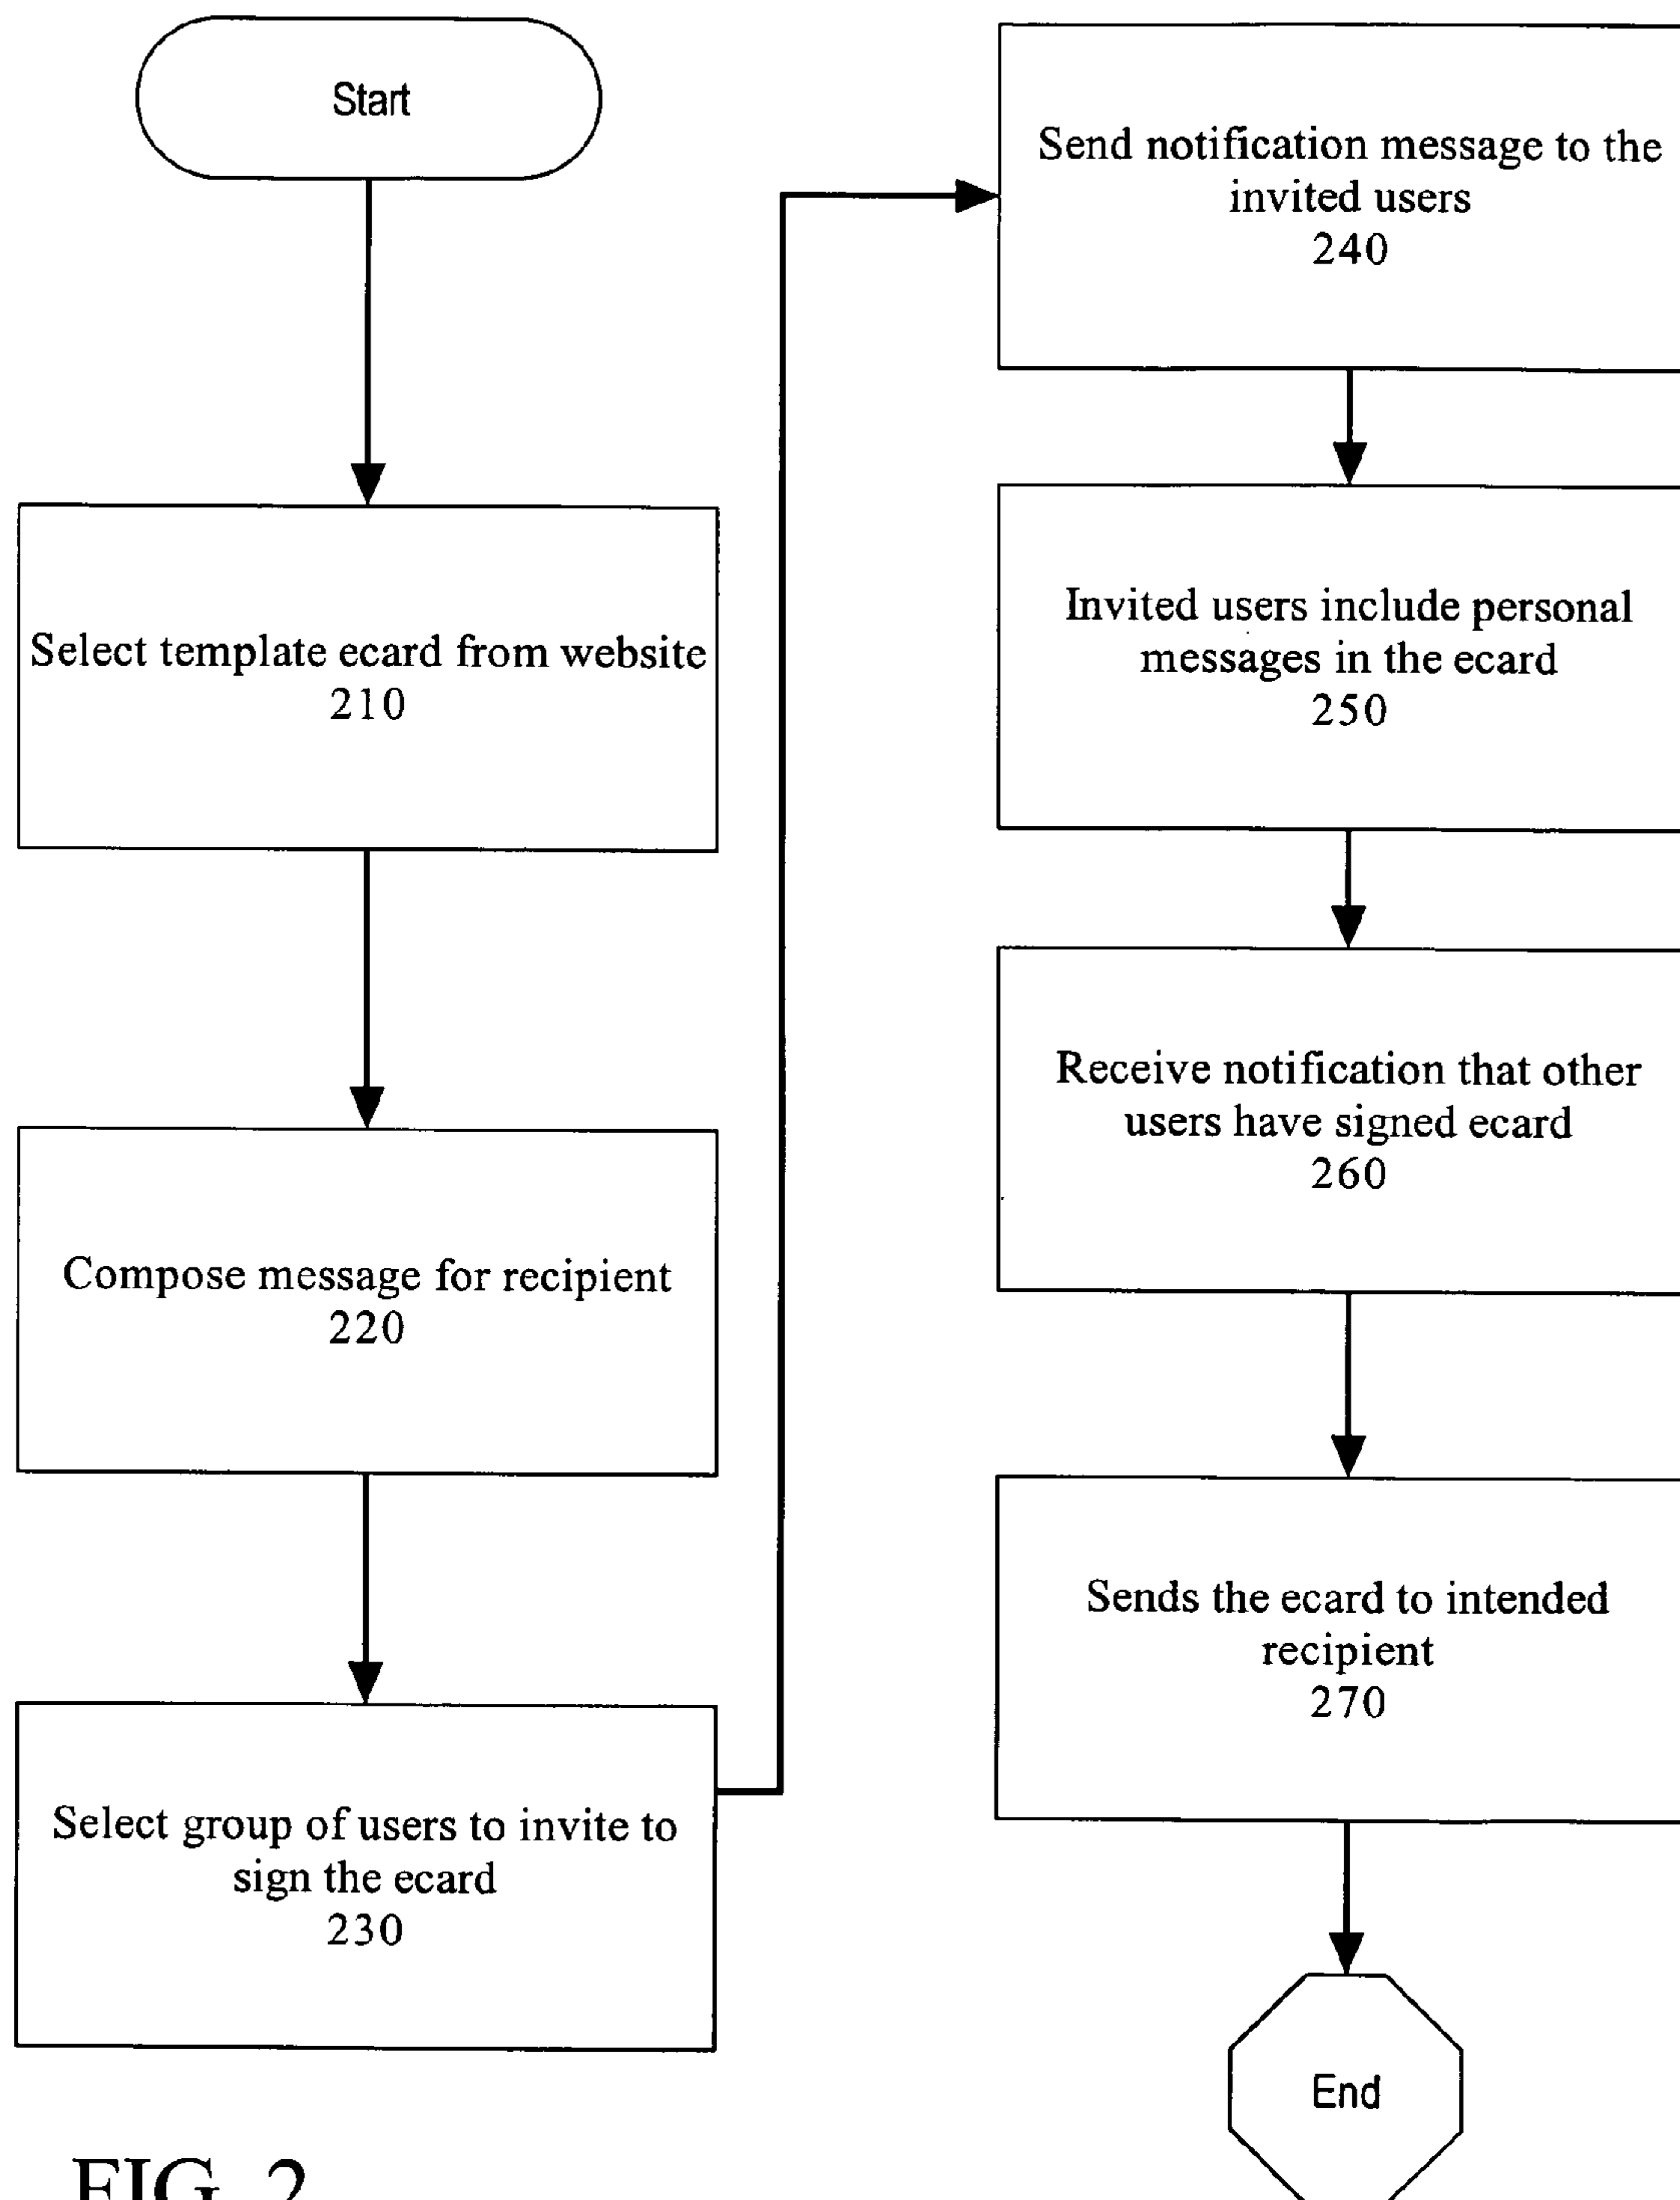 Start
Select template ecard from website
210
Compose message for recipient
220
Select group of users to invite to
sign the ecard
230
Send notification message to the
invited users
240
Invited users include personal
messages in the ecard
250
Receive notification that other
users have signed ecard
260
Sends the ecard to intended
recipient
270
End
FIG. 2